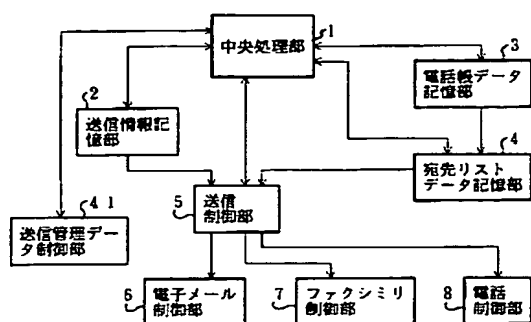 中央処理部
1
2
送信情報記
憶部
3
電話帳データ
記憶部
4
宛先リスト
データ記憶部
5
送信
制御部
41
送信管理デー
タ制御部
6
電子メール
制御部
7
ファクシミリ
制御部
8
電話
制御部